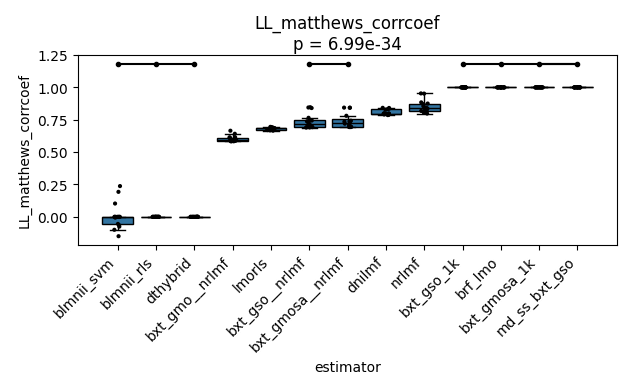 LL_matthews_corrcoef
p = 6.99e-34
1.25
1.00
0.75
0.50
0.25
0.00
LL_matthews_corrcoef
blmnii_svm
blmnii_rls
dthybrid
bxt_gmo__nrlmf
lmorls
bxt_gso__nrlmf
bxt_gmosa__nrlmf
dnilmf
nrlmf
bxt_gso_1k
brf_lmo
bxt_gmosa_1k
md_ss_bxt_gso
estimator